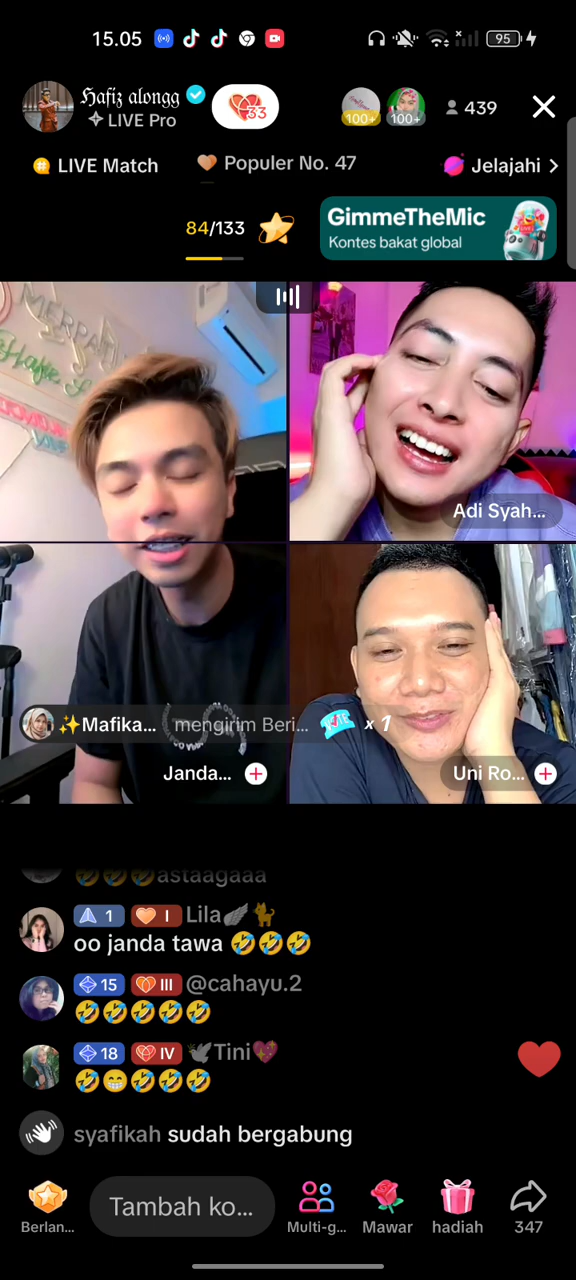 15.05
95
Hafiz alongg
LIVE Pro
33
100+
100+
439
LIVE Match
Populer No. 47
Jelajahi
84/133
GimmeTheMic
Kontes bakat global
MERPATI
Adi Syah...
✨Mafika... mengirim Beri... x 1
Janda...
Uni Ro...
🤣🤣🤣astaagaaa
1 I Lila🪽🐈
oo janda tawa 🤣🤣🤣
15 III @cahayu.2
🤣🤣🤣🤣🤣
18 IV 🕊Tini💖
🤣😁🤣🤣🤣
syafikah sudah bergabung
Berlan...
Tambah ko...
Multi-g...
Mawar
hadiah
347